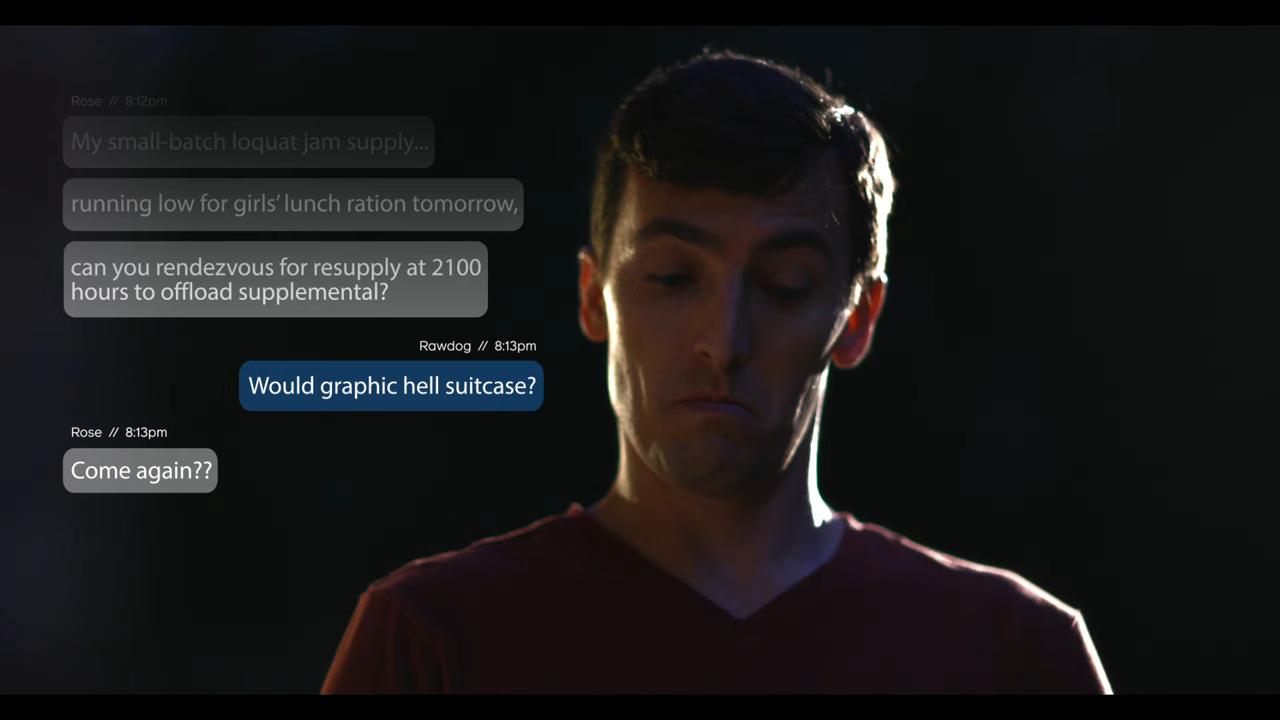 Rose // 8:12pm
My small-batch loquat jam supply...
running low for girls' lunch ration tomorrow,
can you rendezvous for resupply at 2100
hours to offload supplemental?
Rawdog // 8:13pm
Would graphic hell suitcase?
Rose // 8:13pm
Come again??